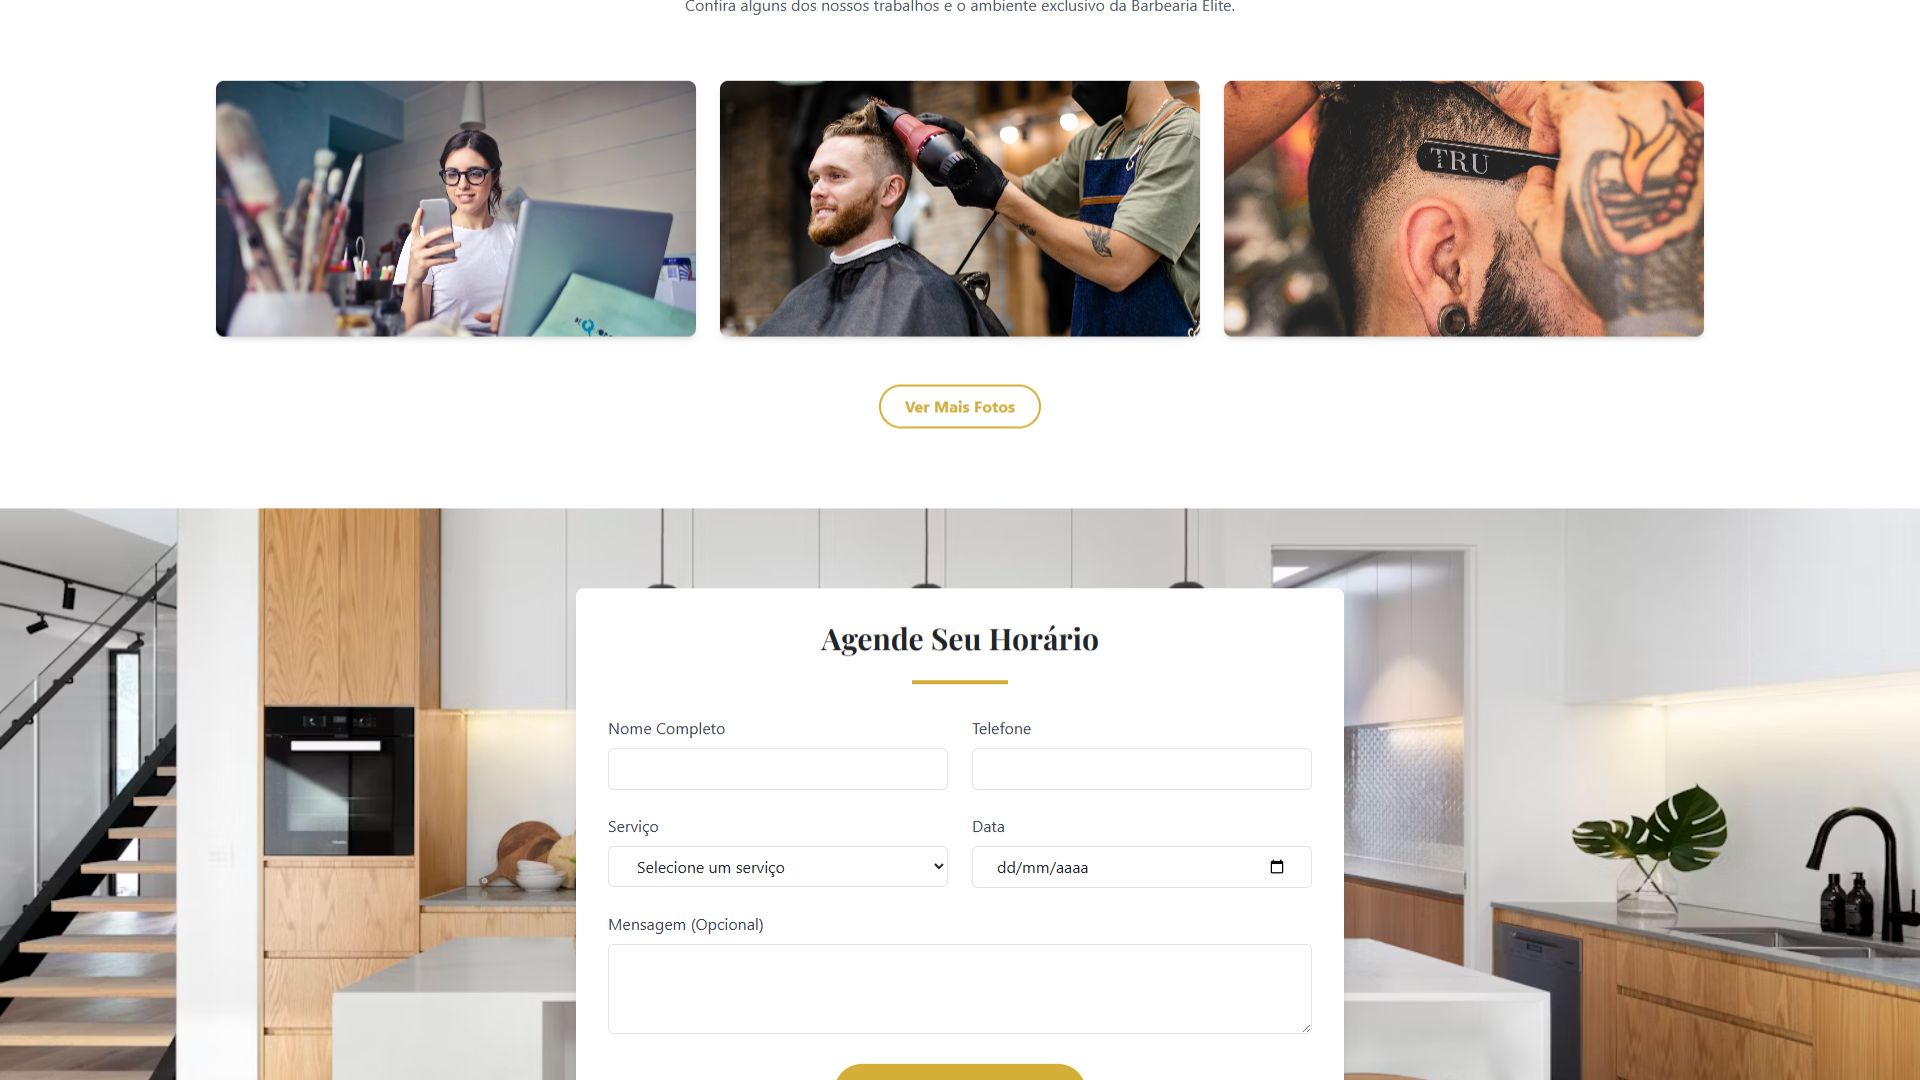 Confira alguns dos nossos trabalhos e o ambiente exclusivo da Barbearia Elite.
TRU
Ver Mais Fotos
Agende Seu Horário
Nome Completo
Telefone
Serviço
Data
Selecione um serviço
dd/mm/aaaa
Mensagem (Opcional)